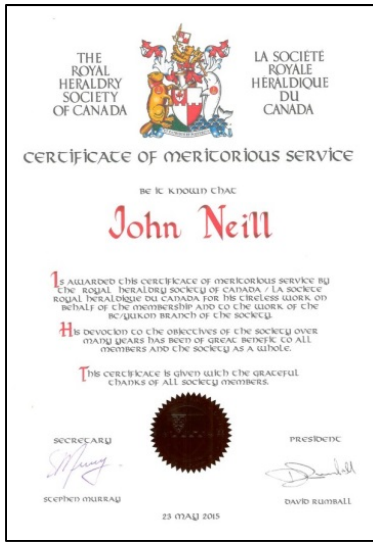 THE
ROYAL
HERALDRY
SOCIETY
OF CANADA
LA SOCIÉTÉ
ROYALE
HÉRALDIQUE
DU
CANADA
CERTIFICATE OF MERITORIOUS SERVICE
BE IT KNOWN THAT
John Neill
IS AWARDED THIS CERTIFICATE OF MERITORIOUS SERVICE BY
THE ROYAL HERALDRY SOCIETY OF CANADA / LA SOCIETE
ROYAL HERALDIQUE DU CANADA FOR HIS TIRELESS WORK ON
BEHALF OF THE MEMBERSHIP AND TO THE WORK OF THE
BC/YUKON BRANCH OF THE SOCIETY.
HIS DEVOTION TO THE OBJECTIVES OF THE SOCIETY OVER
MANY YEARS HAS BEEN OF GREAT BENEFIT TO ALL
MEMBERS AND THE SOCIETY AS A WHOLE.
THIS CERTIFICATE IS GIVEN WITH THE GRATEFUL
THANKS OF ALL SOCIETY MEMBERS.
SECRETARY
PRESIDENT
SMurray
DRumball
STEPHEN MURRAY
DAVID RUMBALL
23 MAY 2015